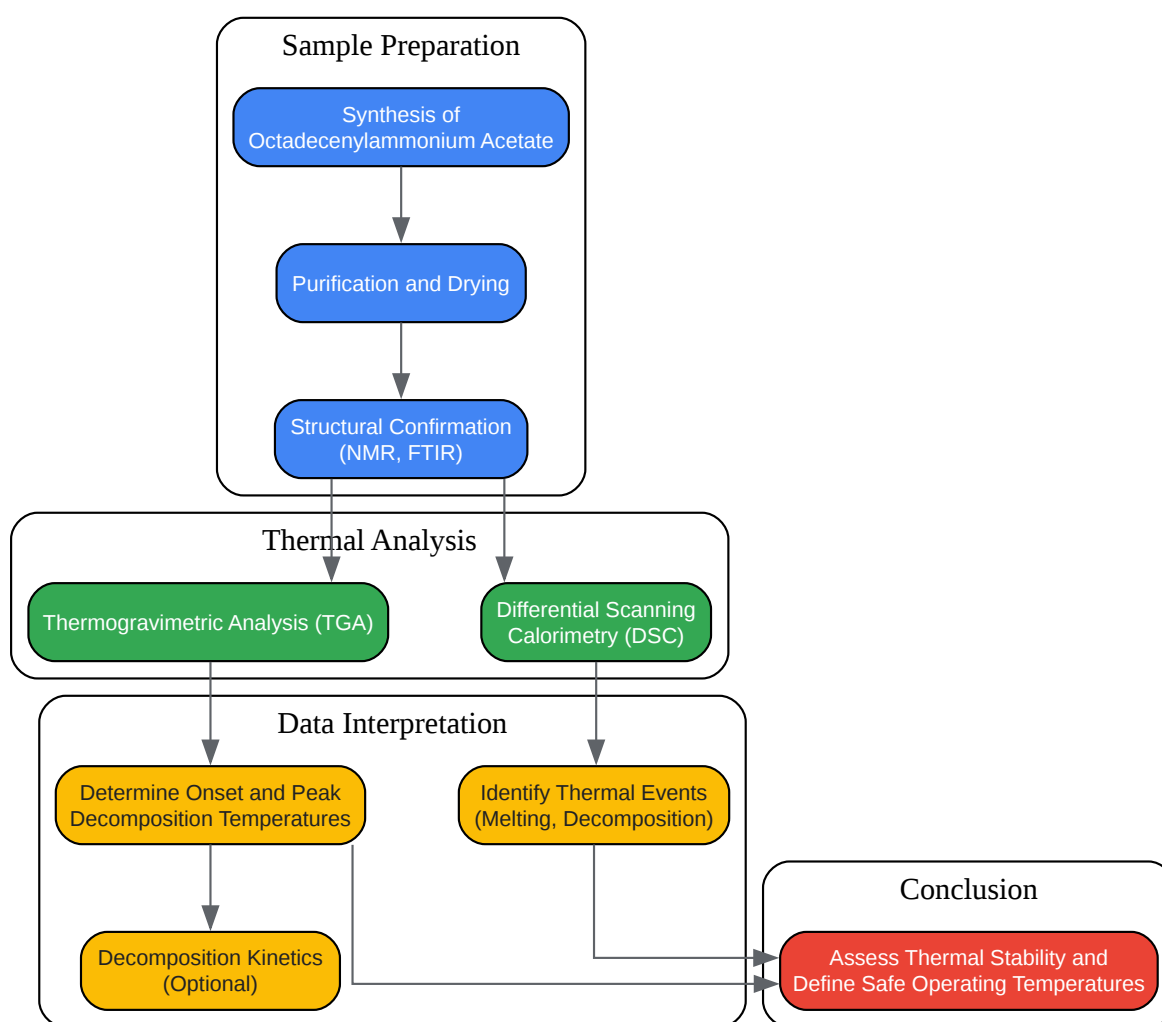 Sample Preparation
Synthesis of
Octadecenylammonium Acetate
Purification and Drying
Structural Confirmation
(NMR, FTIR)
Thermal Analysis
Thermogravimetric Analysis (TGA)
Differential Scanning
Calorimetry (DSC)
Data Interpretation
Determine Onset and Peak
Decomposition Temperatures
Identify Thermal Events
(Melting, Decomposition)
Decomposition Kinetics
(Optional)
Conclusion
Assess Thermal Stability and
Define Safe Operating Temperatures